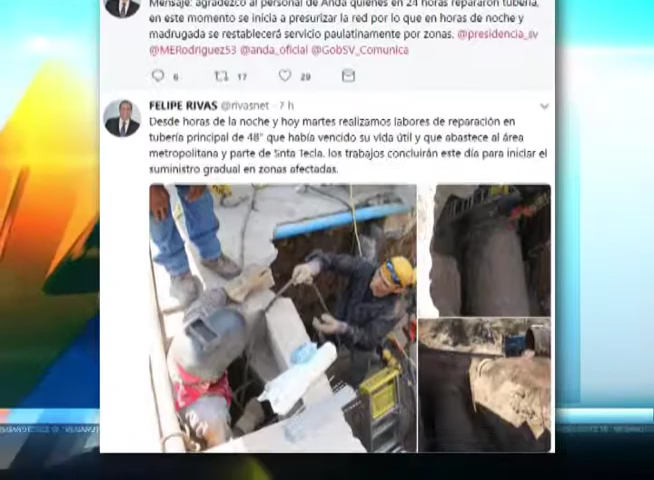 Mensaje: agradezco al personal de Anda quienes en 24 horas repararon tubería,
en este momento se inicia a presurizar la red por lo que en horas de noche y
madrugada se restablecerá servicio paulatinamente por zonas. @presidencia_sv
@MERodriguez53 @anda_oficial @GobSV_Comunica
6 17 29
FELIPE RIVAS @rivasnet · 7 h
Desde horas de la noche y hoy martes realizamos labores de reparación en
tubería principal de 48" que había vencido su vida útil y que abastece al área
metropolitana y parte de Snta Tecla, los trabajos concluirán este día para iniciar el
suministro gradual en zonas afectadas.